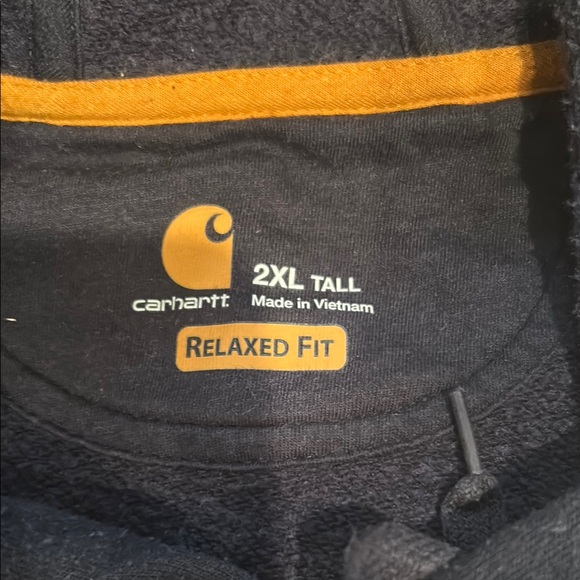 2XL TALL
carhartt
Made in Vietnam
RELAXED FIT